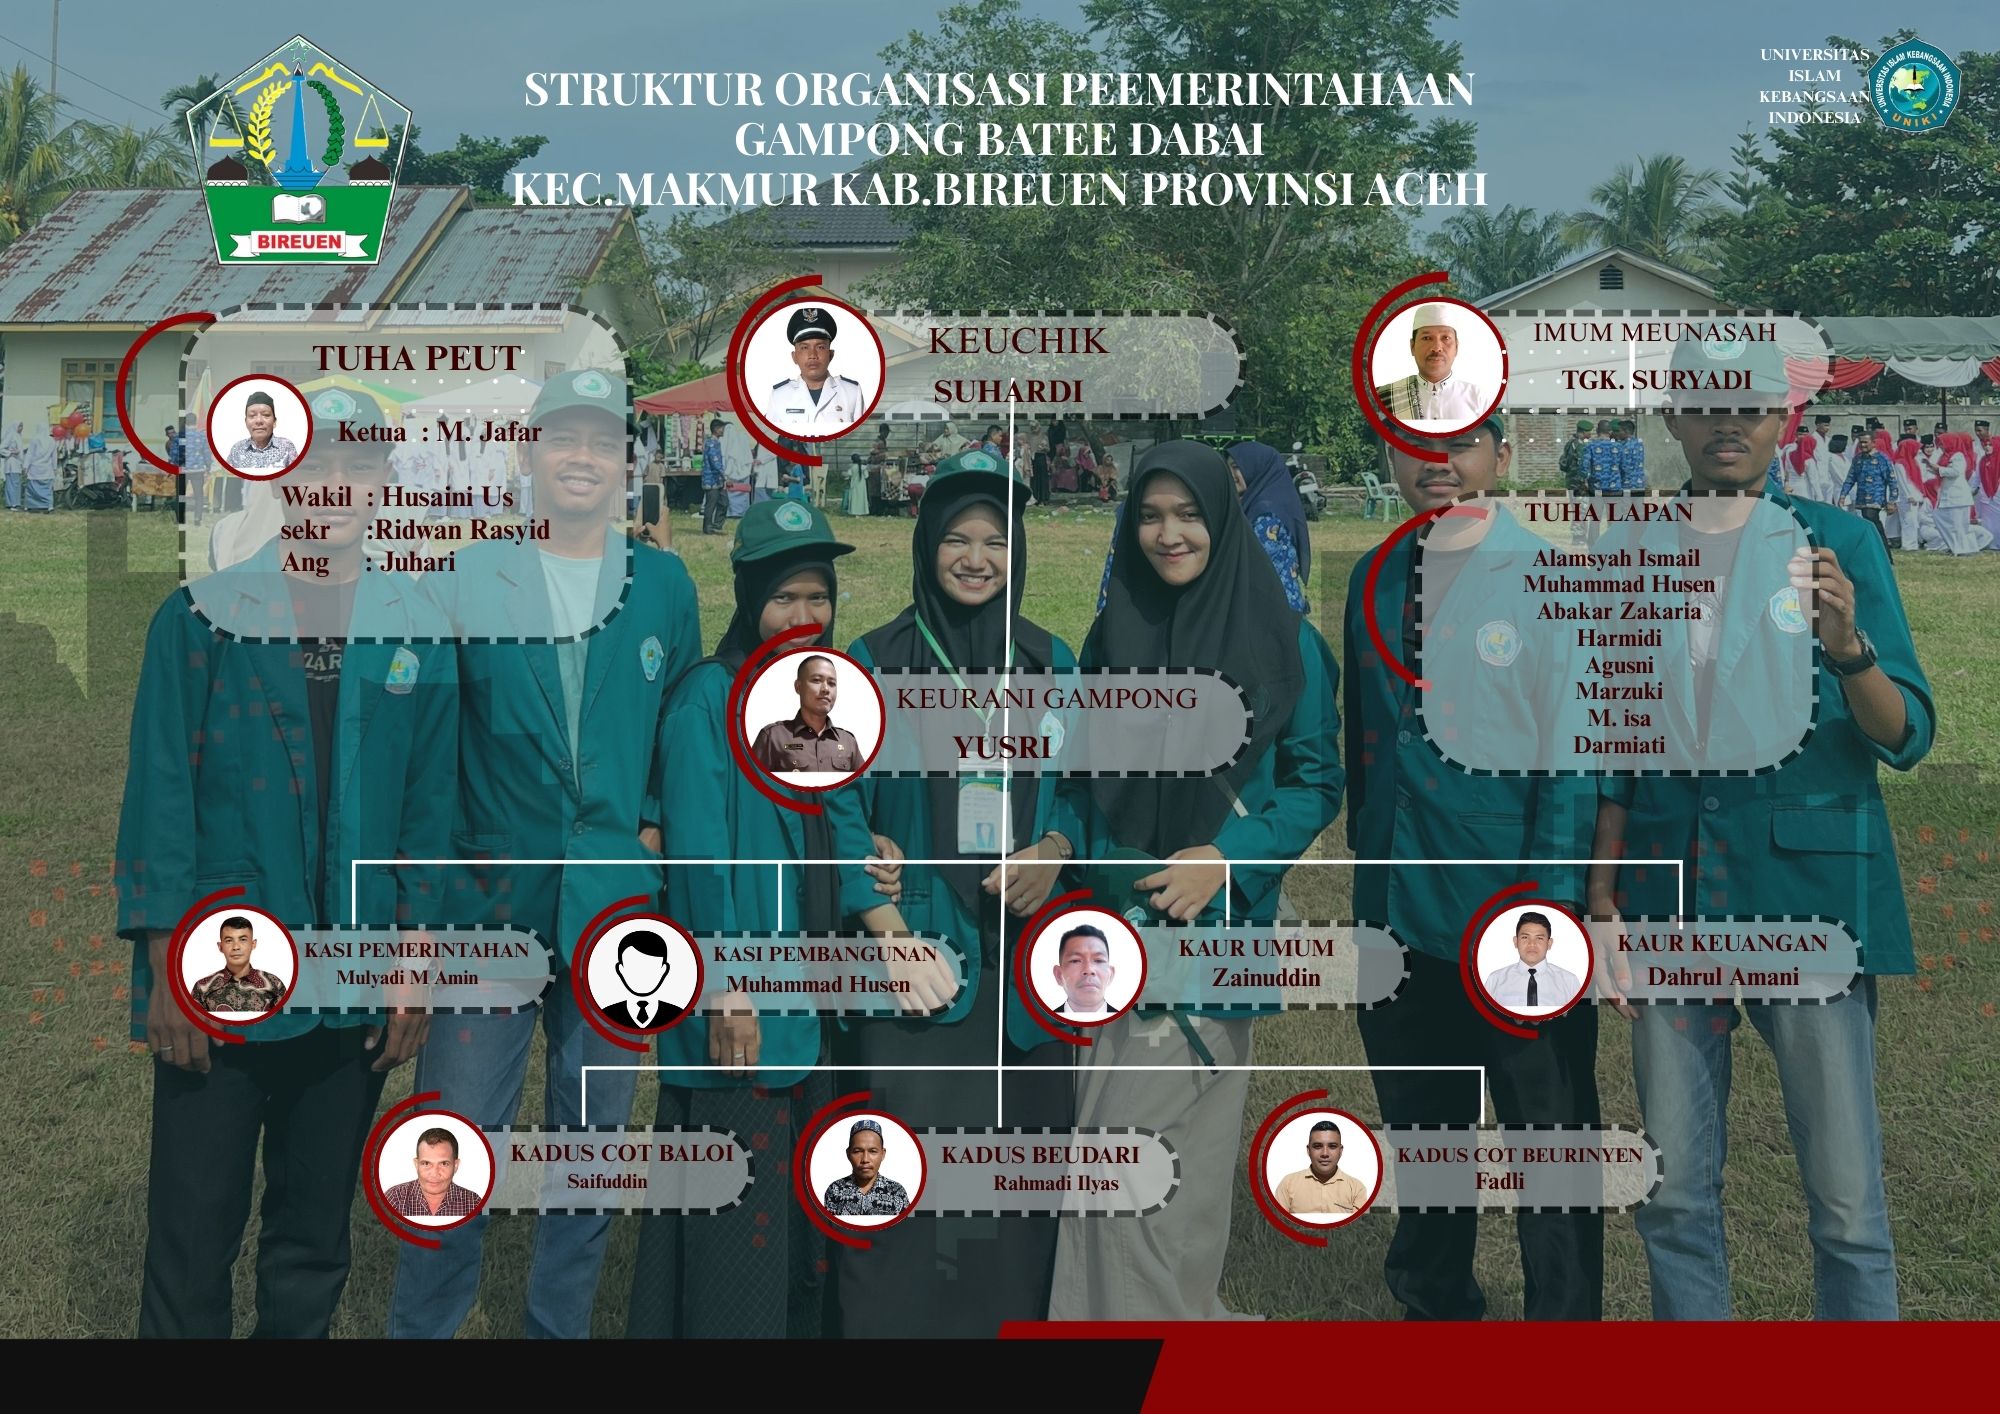 STRUKTUR ORGANISASI PEEMERINTAHAAN
GAMPONG BATEE DABAI
KEC.MAKMUR KAB.BIREUEN PROVINSI ACEH
BIREUEN
UNIVERSITAS
ISLAM
KEBANGSAAN
INDONESIA
UNIVERSITAS ISLAM KEBANGSAAN INDONESIA
UNIKI
TUHA PEUT
Ketua : M. Jafar
Wakil : Husaini Us
sekr :Ridwan Rasyid
Ang : Juhari
KEUCHIK
SUHARDI
IMUM MEUNASAH
TGK. SURYADI
TUHA LAPAN
Alamsyah Ismail
Muhammad Husen
Abakar Zakaria
Harmidi
Agusni
Marzuki
M. isa
Darmiati
KEURANI GAMPONG
YUSRI
KASI PEMERINTAHAN
Mulyadi M Amin
KASI PEMBANGUNAN
Muhammad Husen
KAUR UMUM
Zainuddin
KAUR KEUANGAN
Dahrul Amani
KADUS COT BALOI
Saifuddin
KADUS BEUDARI
Rahmadi Ilyas
KADUS COT BEURINYEN
Fadli